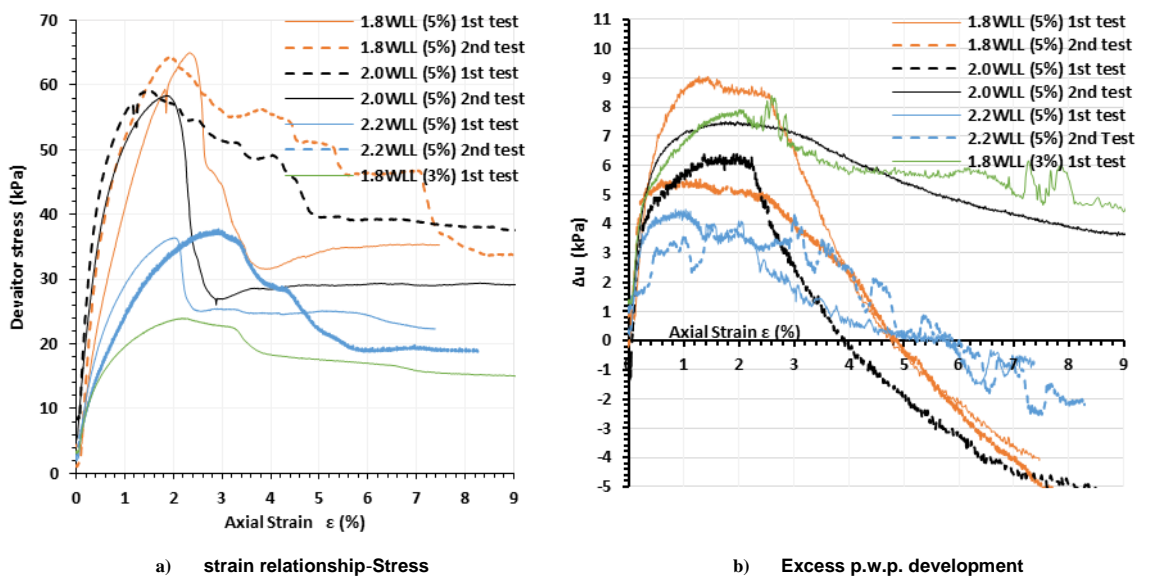 70
60
50
40
30
20
10
0
Devaitor stress (kPa)
1.8WLL (5%) 1st test
1.8WLL (5%) 2nd test
2.0WLL (5%) 1st test
2.0WLL (5%) 2nd test
2.2WLL (5%) 1st test
2.2WLL (5%) 2nd test
1.8WLL (3%) 1st test
0 1 2 3 4 5 6 7 8 9
Axial Strain ε (%)
a) strain relationship-Stress
11
10
9
8
7
6
5
4
3
2
1
0
-1
-2
-3
-4
-5
Δu (kPa)
1.8WLL (5%) 1st test
1.8WLL (5%) 2nd test
2.0WLL (5%) 1st test
2.0WLL (5%) 2nd test
2.2WLL (5%) 1st test
2.2WLL (5%) 2nd Test
1.8WLL (3%) 1st test
Axial Strain ε (%)
0 1 2 3 4 5 6 7 8 9
b) Excess p.w.p. development